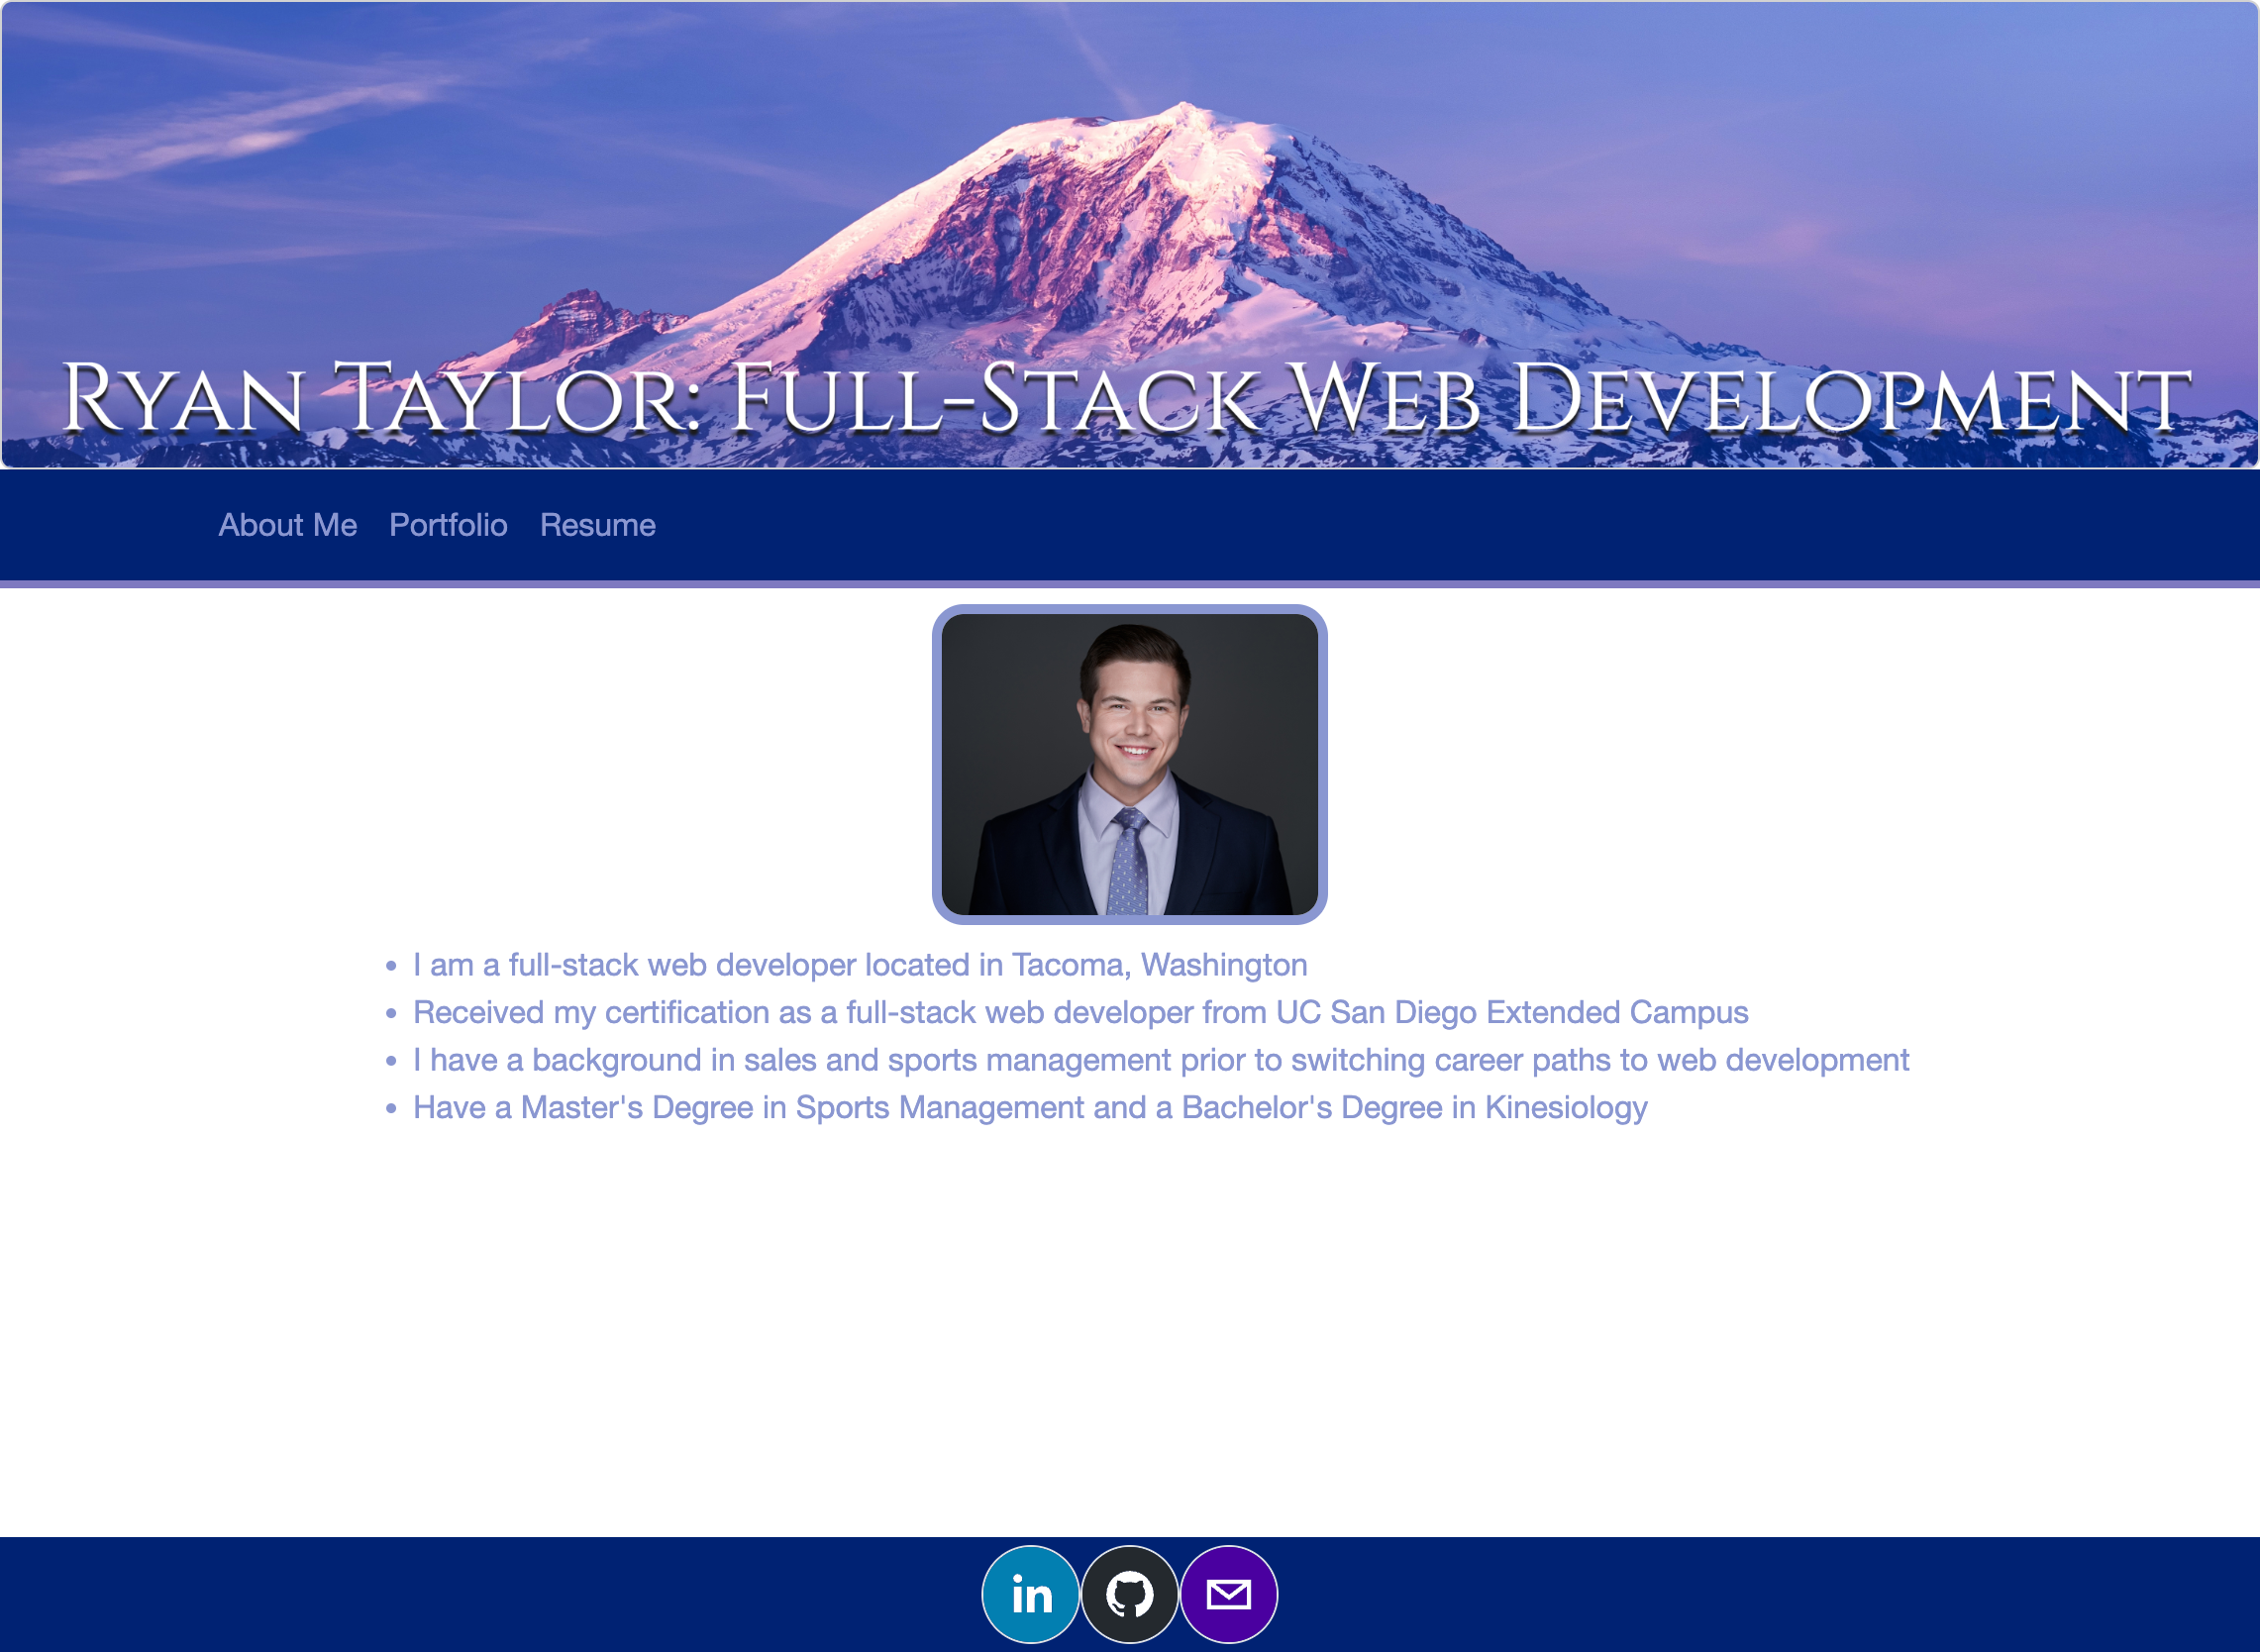 Ryan Taylor: Full-Stack Web Development
About Me Portfolio Resume
I am a full-stack web developer located in Tacoma, Washington
Received my certification as a full-stack web developer from UC San Diego Extended Campus
I have a background in sales and sports management prior to switching career paths to web development
Have a Master's Degree in Sports Management and a Bachelor's Degree in Kinesiology
in